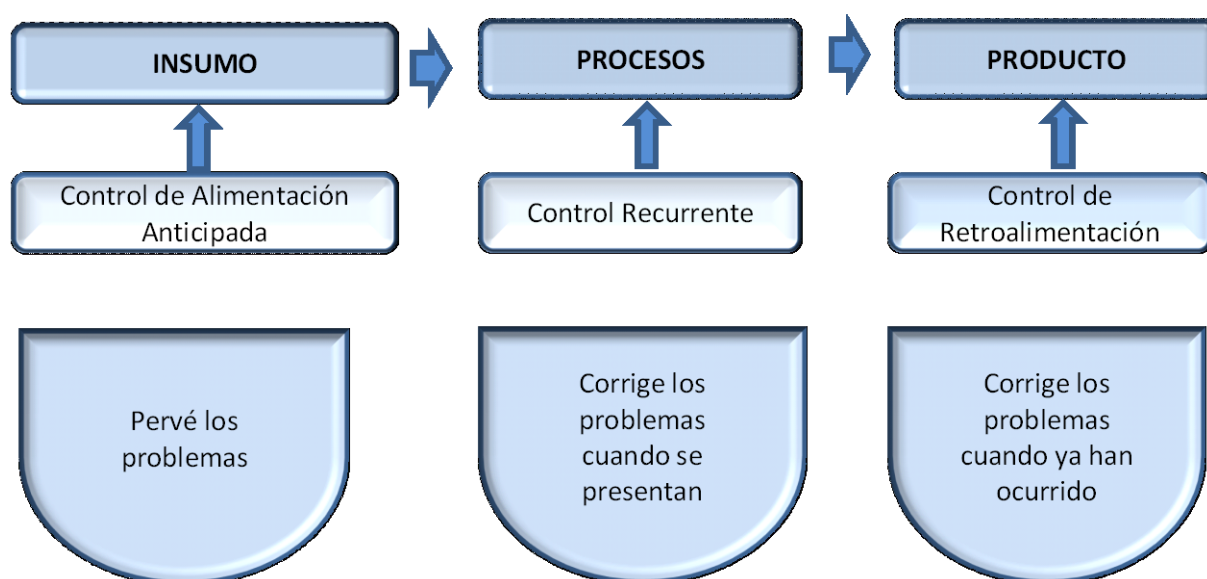 INSUMO
PROCESOS
PRODUCTO
Control de Alimentación
Anticipada
Control Recurrente
Control de
Retroalimentación
Pervé los
problemas
Corrige los
problemas
cuando se
presentan
Corrige los
problemas
cuando ya han
ocurrido